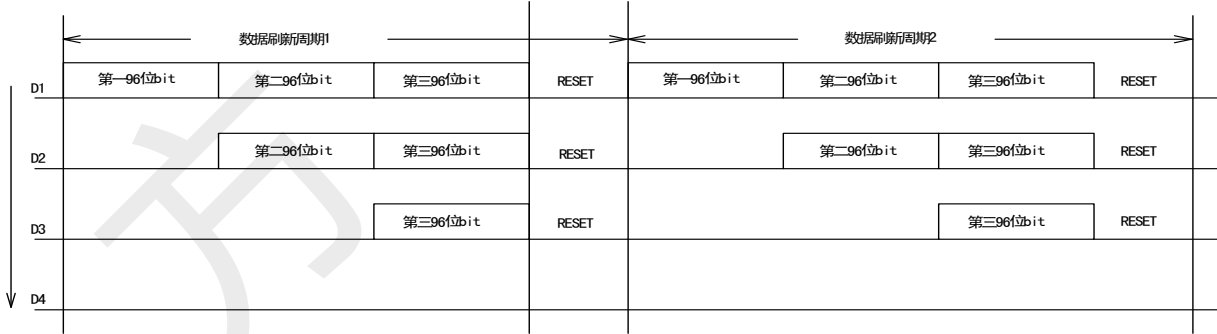 数据刷新周期1 数据刷新周期2
D1 第一96位bit 第二96位bit 第三96位bit RESET 第一96位bit 第二96位bit 第三96位bit RESET
D2 第二96位bit 第三96位bit RESET 第二96位bit 第三96位bit RESET
D3 第三96位bit RESET 第三96位bit RESET
D4
方